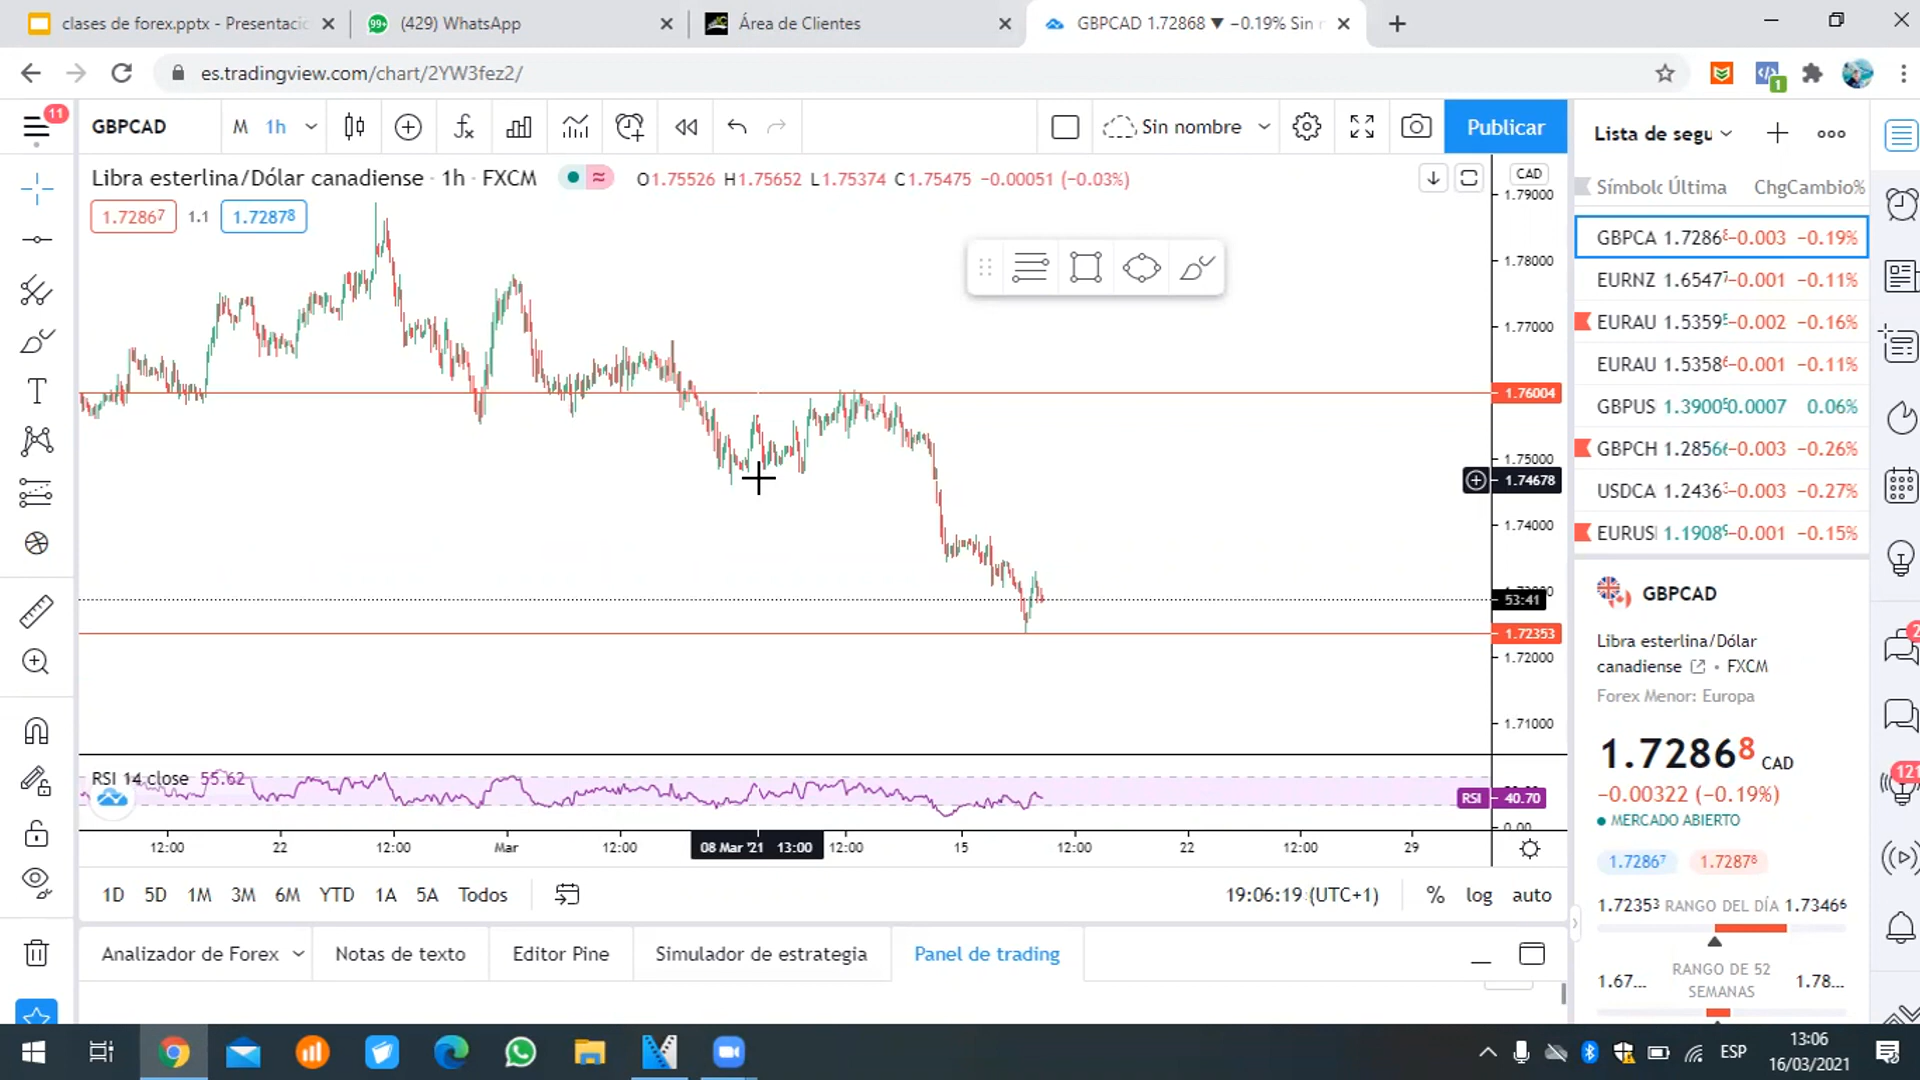 clases de forex.pptx - Presentació
(429) WhatsApp
Área de Clientes
GBPCAD 1.72868 ▼ −0.19% Sin n
es.tradingview.com/chart/2YW3fez2/
11
GBPCAD
M 1h
Sin nombre
Publicar
Lista de segu
Libra esterlina/Dólar canadiense · 1h · FXCM
O1.75526 H1.75652 L1.75374 C1.75475 −0.00051 (−0.03%)
1.72867 1.1 1.72878
CAD
1.79000
1.78000
1.77000
1.76004
1.75000
1.74678
1.74000
53:41
1.72353
1.72000
1.71000
Símbolo Última ChgCambio%
GBPCA 1.7286 −0.003 −0.19%
EURNZ 1.65477 −0.001 −0.11%
EURAU 1.5359 −0.002 −0.16%
EURAU 1.5358 −0.001 −0.11%
GBPUS 1.39005 0.0007 0.06%
GBPCH 1.2856 −0.003 −0.26%
USDCA 1.2436 −0.003 −0.27%
EURUS 1.1908 −0.001 −0.15%
GBPCAD
Libra esterlina/Dólar
canadiense • FXCM
Forex Menor: Europa
1.72868 CAD
−0.00322 (−0.19%)
MERCADO ABIERTO
1.72867 1.72878
1.72353 RANGO DEL DÍA 1.73466
RANGO DE 52
1.67... SEMANAS 1.78...
121
RSI 14 close 55.62
RSI 40.70
0.00
12:00 22 12:00 Mar 12:00 08 Mar '21 13:00 12:00 15 12:00 22 12:00 29
1D 5D 1M 3M 6M YTD 1A 5A Todos
19:06:19 (UTC+1) % log auto
Analizador de Forex Notas de texto Editor Pine Simulador de estrategia Panel de trading
ESP
13:06
16/03/2021